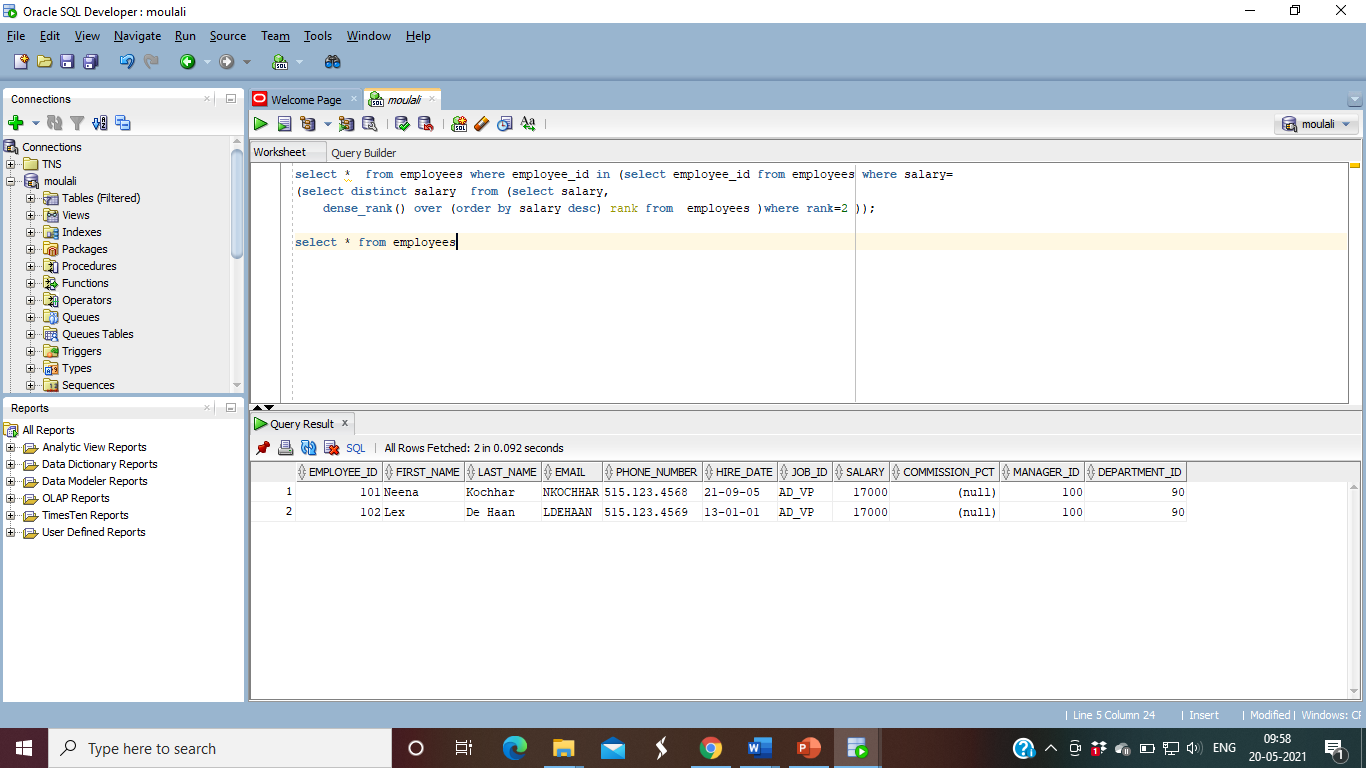 Oracle SQL Developer : moulali
File Edit View Navigate Run Source Team Tools Window Help
Connections
Connections
TNS
moulali
Tables (Filtered)
Views
Indexes
Packages
Procedures
Functions
Operators
Queues
Queues Tables
Triggers
Types
Sequences
Reports
All Reports
Analytic View Reports
Data Dictionary Reports
Data Modeler Reports
OLAP Reports
TimesTen Reports
User Defined Reports
Welcome Page moulali
moulali
Worksheet Query Builder
select * from employees where employee_id in (select employee_id from employees where salary=
(select distinct salary from (select salary,
dense_rank() over (order by salary desc) rank from employees )where rank=2 ));
select * from employees
Query Result
SQL | All Rows Fetched: 2 in 0.092 seconds
EMPLOYEE_ID FIRST_NAME LAST_NAME EMAIL PHONE_NUMBER HIRE_DATE JOB_ID SALARY COMMISSION_PCT MANAGER_ID DEPARTMENT_ID
1 101 Neena Kochhar NKOCHHAR 515.123.4568 21-09-05 AD_VP 17000 (null) 100 90
2 102 Lex De Haan LDEHAAN 515.123.4569 13-01-01 AD_VP 17000 (null) 100 90
| Line 5 Column 24 | Insert | Modified | Windows: CF
Type here to search
ENG
09:58
20-05-2021
1